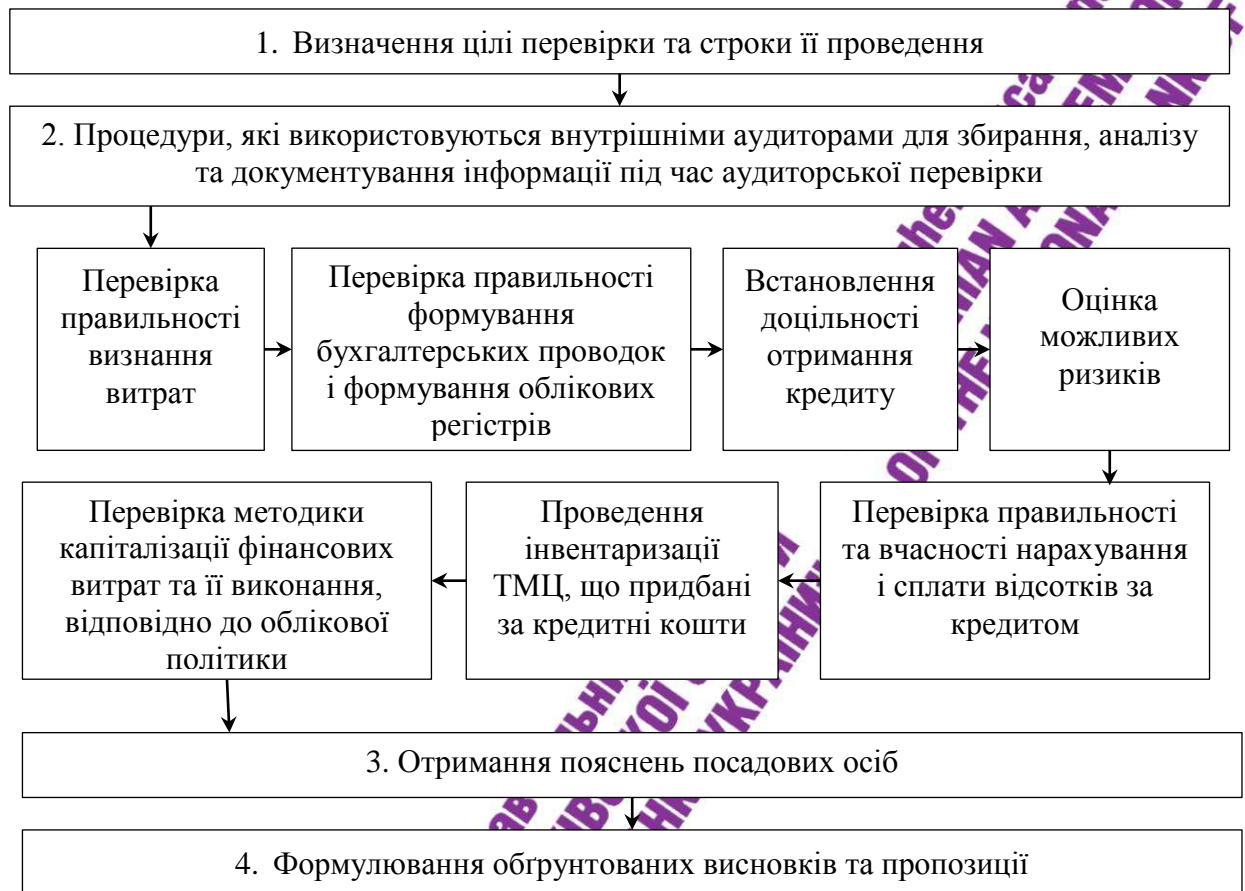 1. Визначення цілі перевірки та строки її проведення
2. Процедури, які використовуються внутрішніми аудиторами для збирання, аналізу
та документування інформації під час аудиторської перевірки
Перевірка
правильності
визнання
витрат
Перевірка правильності
формування
бухгалтерських проводок
і формування облікових
регістрів
Встановлення
доцільності
отримання
кредиту
Оцінка
можливих
ризиків
Перевірка методики
капіталізації фінансових
витрат та її виконання,
відповідно до облікової
політики
Проведення
інвентаризації
ТМЦ, що придбані
за кредитні кошти
Перевірка правильності
та вчасності нарахування
і сплати відсотків за
кредитом
3. Отримання пояснень посадових осіб
4. Формулювання обґрунтованих висновків та пропозиції